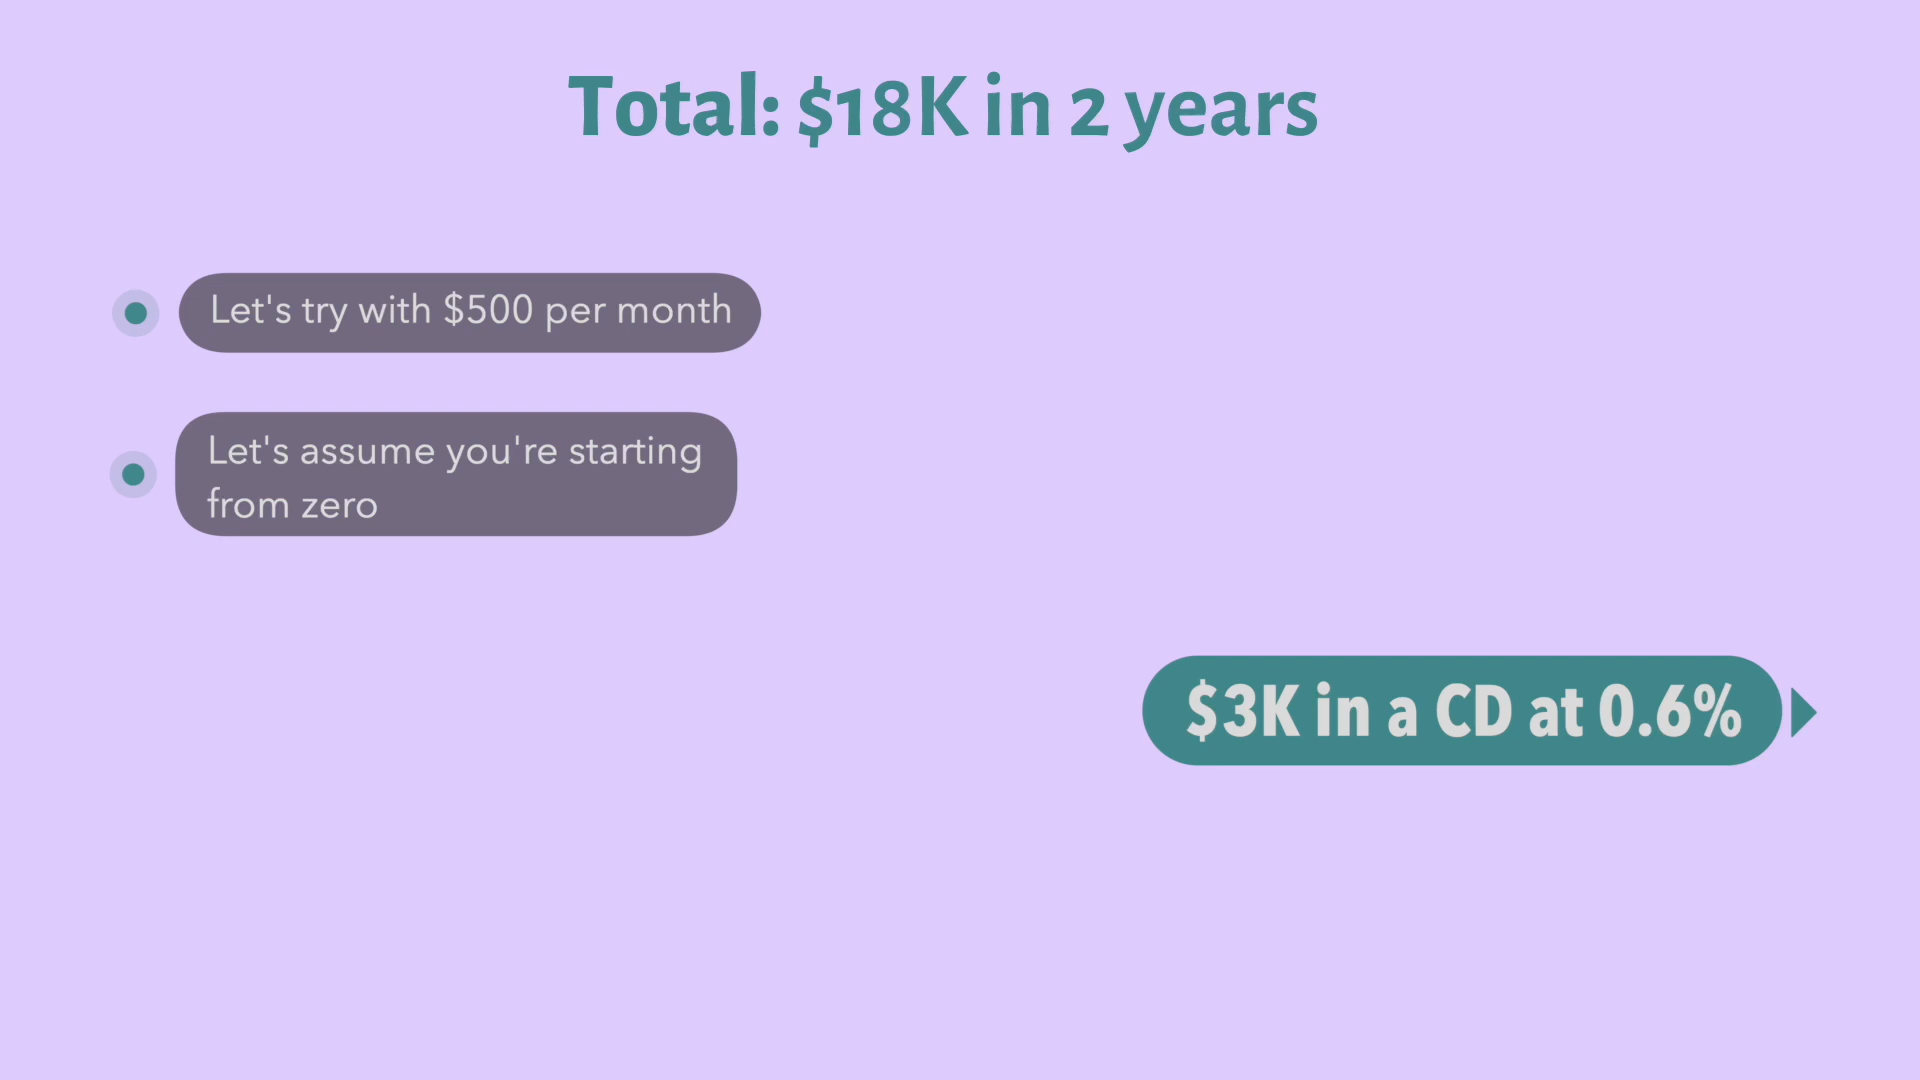 Total: $18K in 2 years
Let's try with $500 per month
Let's assume you're starting
from zero
$3K in a CD at 0.6%